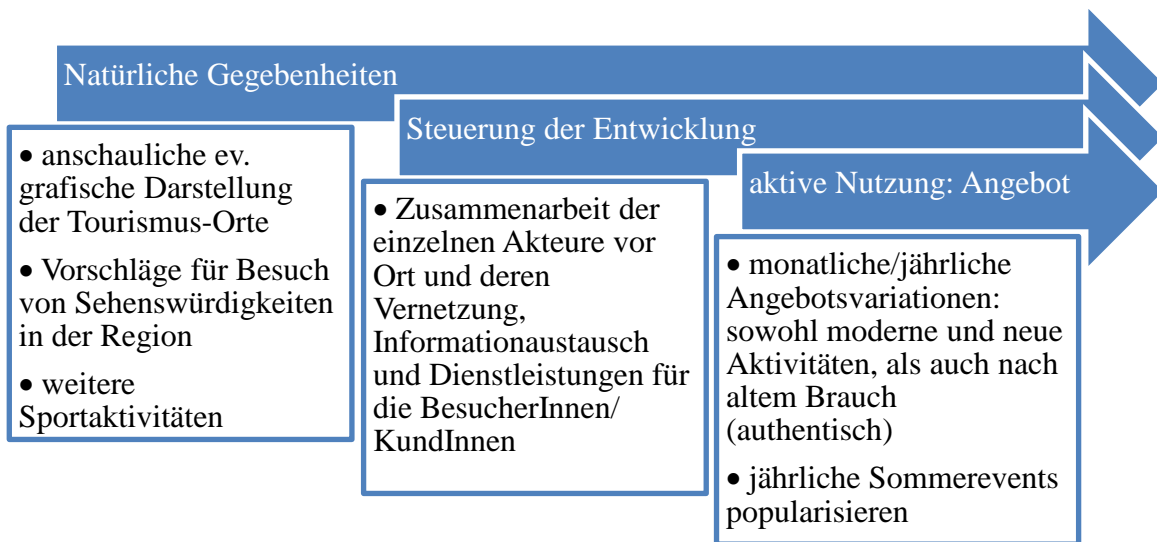 Natürliche Gegebenheiten
• anschauliche ev.
grafische Darstellung
der Tourismus-Orte
• Vorschläge für Besuch
von Sehenswürdigkeiten
in der Region
• weitere
Sportaktivitäten
Steuerung der Entwicklung
• Zusammenarbeit der
einzelnen Akteure vor
Ort und deren
Vernetzung,
Informationaustausch
und Dienstleistungen für
die BesucherInnen/
KundInnen
aktive Nutzung: Angebot
• monatliche/jährliche
Angebotsvariationen:
sowohl moderne und neue
Aktivitäten, als auch nach
altem Brauch
(authentisch)
• jährliche Sommerevents
popularisieren